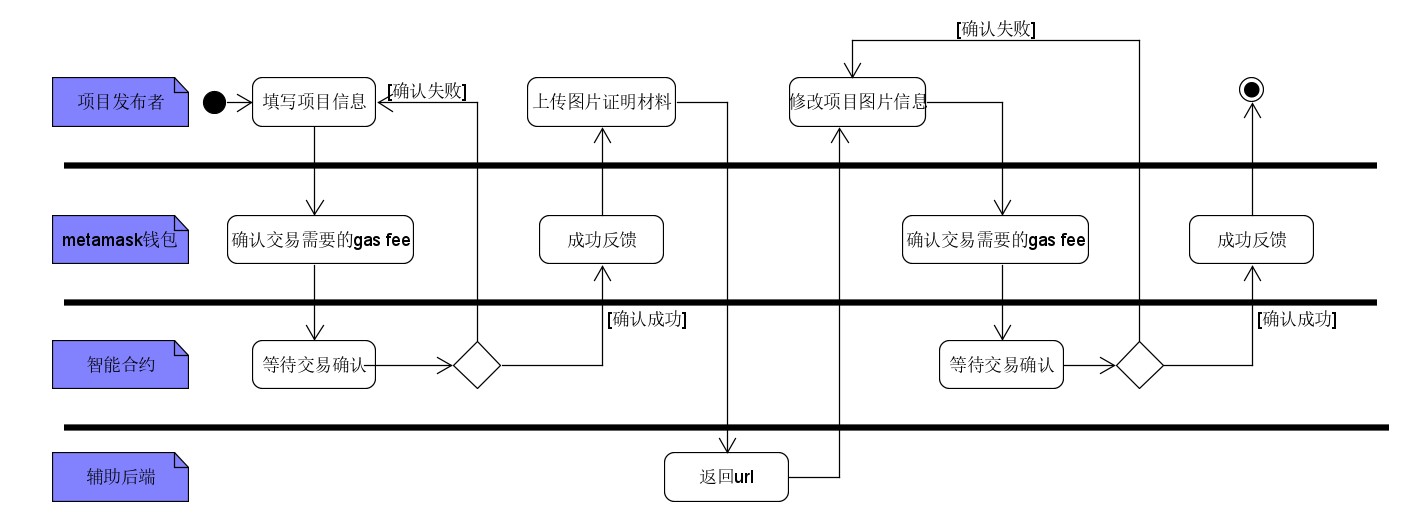 [确认失败]
[确认失败]
项目发布者
填写项目信息
上传图片证明材料
修改项目图片信息
metamask钱包
确认交易需要的gas fee
成功反馈
确认交易需要的gas fee
成功反馈
[确认成功]
[确认成功]
智能合约
等待交易确认
等待交易确认
辅助后端
返回url